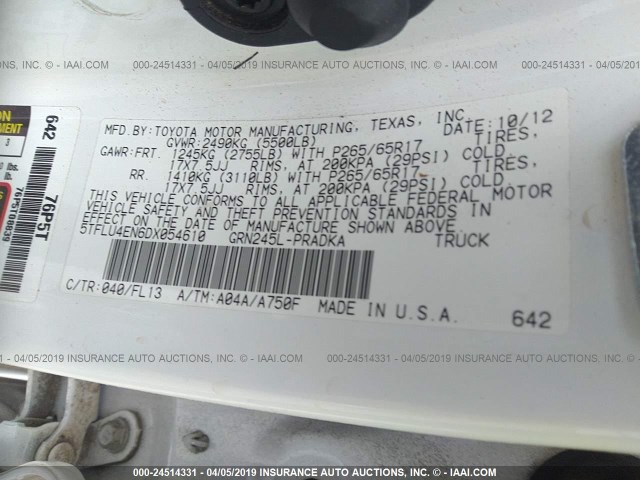 000-24514331 - 04/05/2019 INSURANCE AUTO AUCTIONS, INC. - © IAAI.COM
MFD.BY:TOYOTA MOTOR MANUFACTURING, TEXAS, INC. DATE:10/12
GVWR:2490KG (5500LB)
GAWR:FRT. 1245KG (2755LB) WITH P265/65R17 TIRES,
17X7.5JJ RIMS, AT 200KPA (29PSI) COLD
RR. 1410KG (3110LB) WITH P265/65R17 TIRES,
17X7.5JJ RIMS, AT 200KPA (29PSI) COLD
THIS VEHICLE CONFORMS TO ALL APPLICABLE FEDERAL MOTOR
VEHICLE SAFETY AND THEFT PREVENTION STANDARDS IN
EFFECT ON THE DATE OF MANUFACTURE SHOWN ABOVE.
5TFLU4EN6DX054610 GRN245L-PRADKA TRUCK
C/TR:040/FL13 A/TM:A04A/A750F MADE IN U.S.A. 642
642
76P5T
000-24514331 - 04/05/2019 INSURANCE AUTO AUCTIONS, INC. - © IAAI.COM
000-24514331 - 04/05/2019 INSURANCE AUTO AUCTIONS, INC. - © IAAI.COM